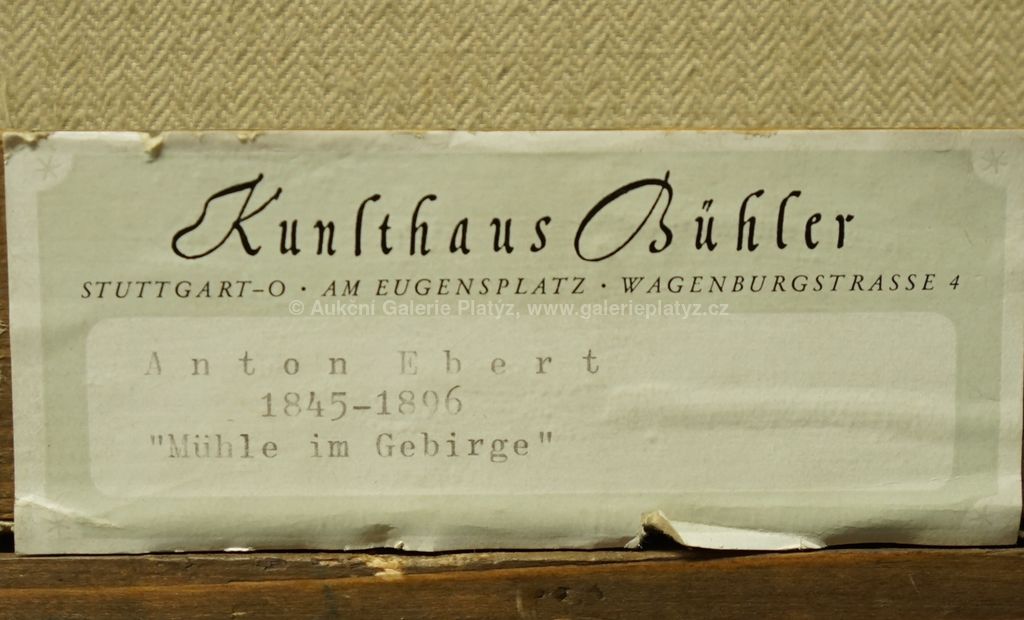 Kunſthaus Bühler
STUTTGART-O · AM EUGENSPLATZ · WAGENBURGSTRASSE 4
© Aukční Galerie Platýz, www.galerieplatyz.cz
Anton Ebert
1845-1896
"Mühle im Gebirge"